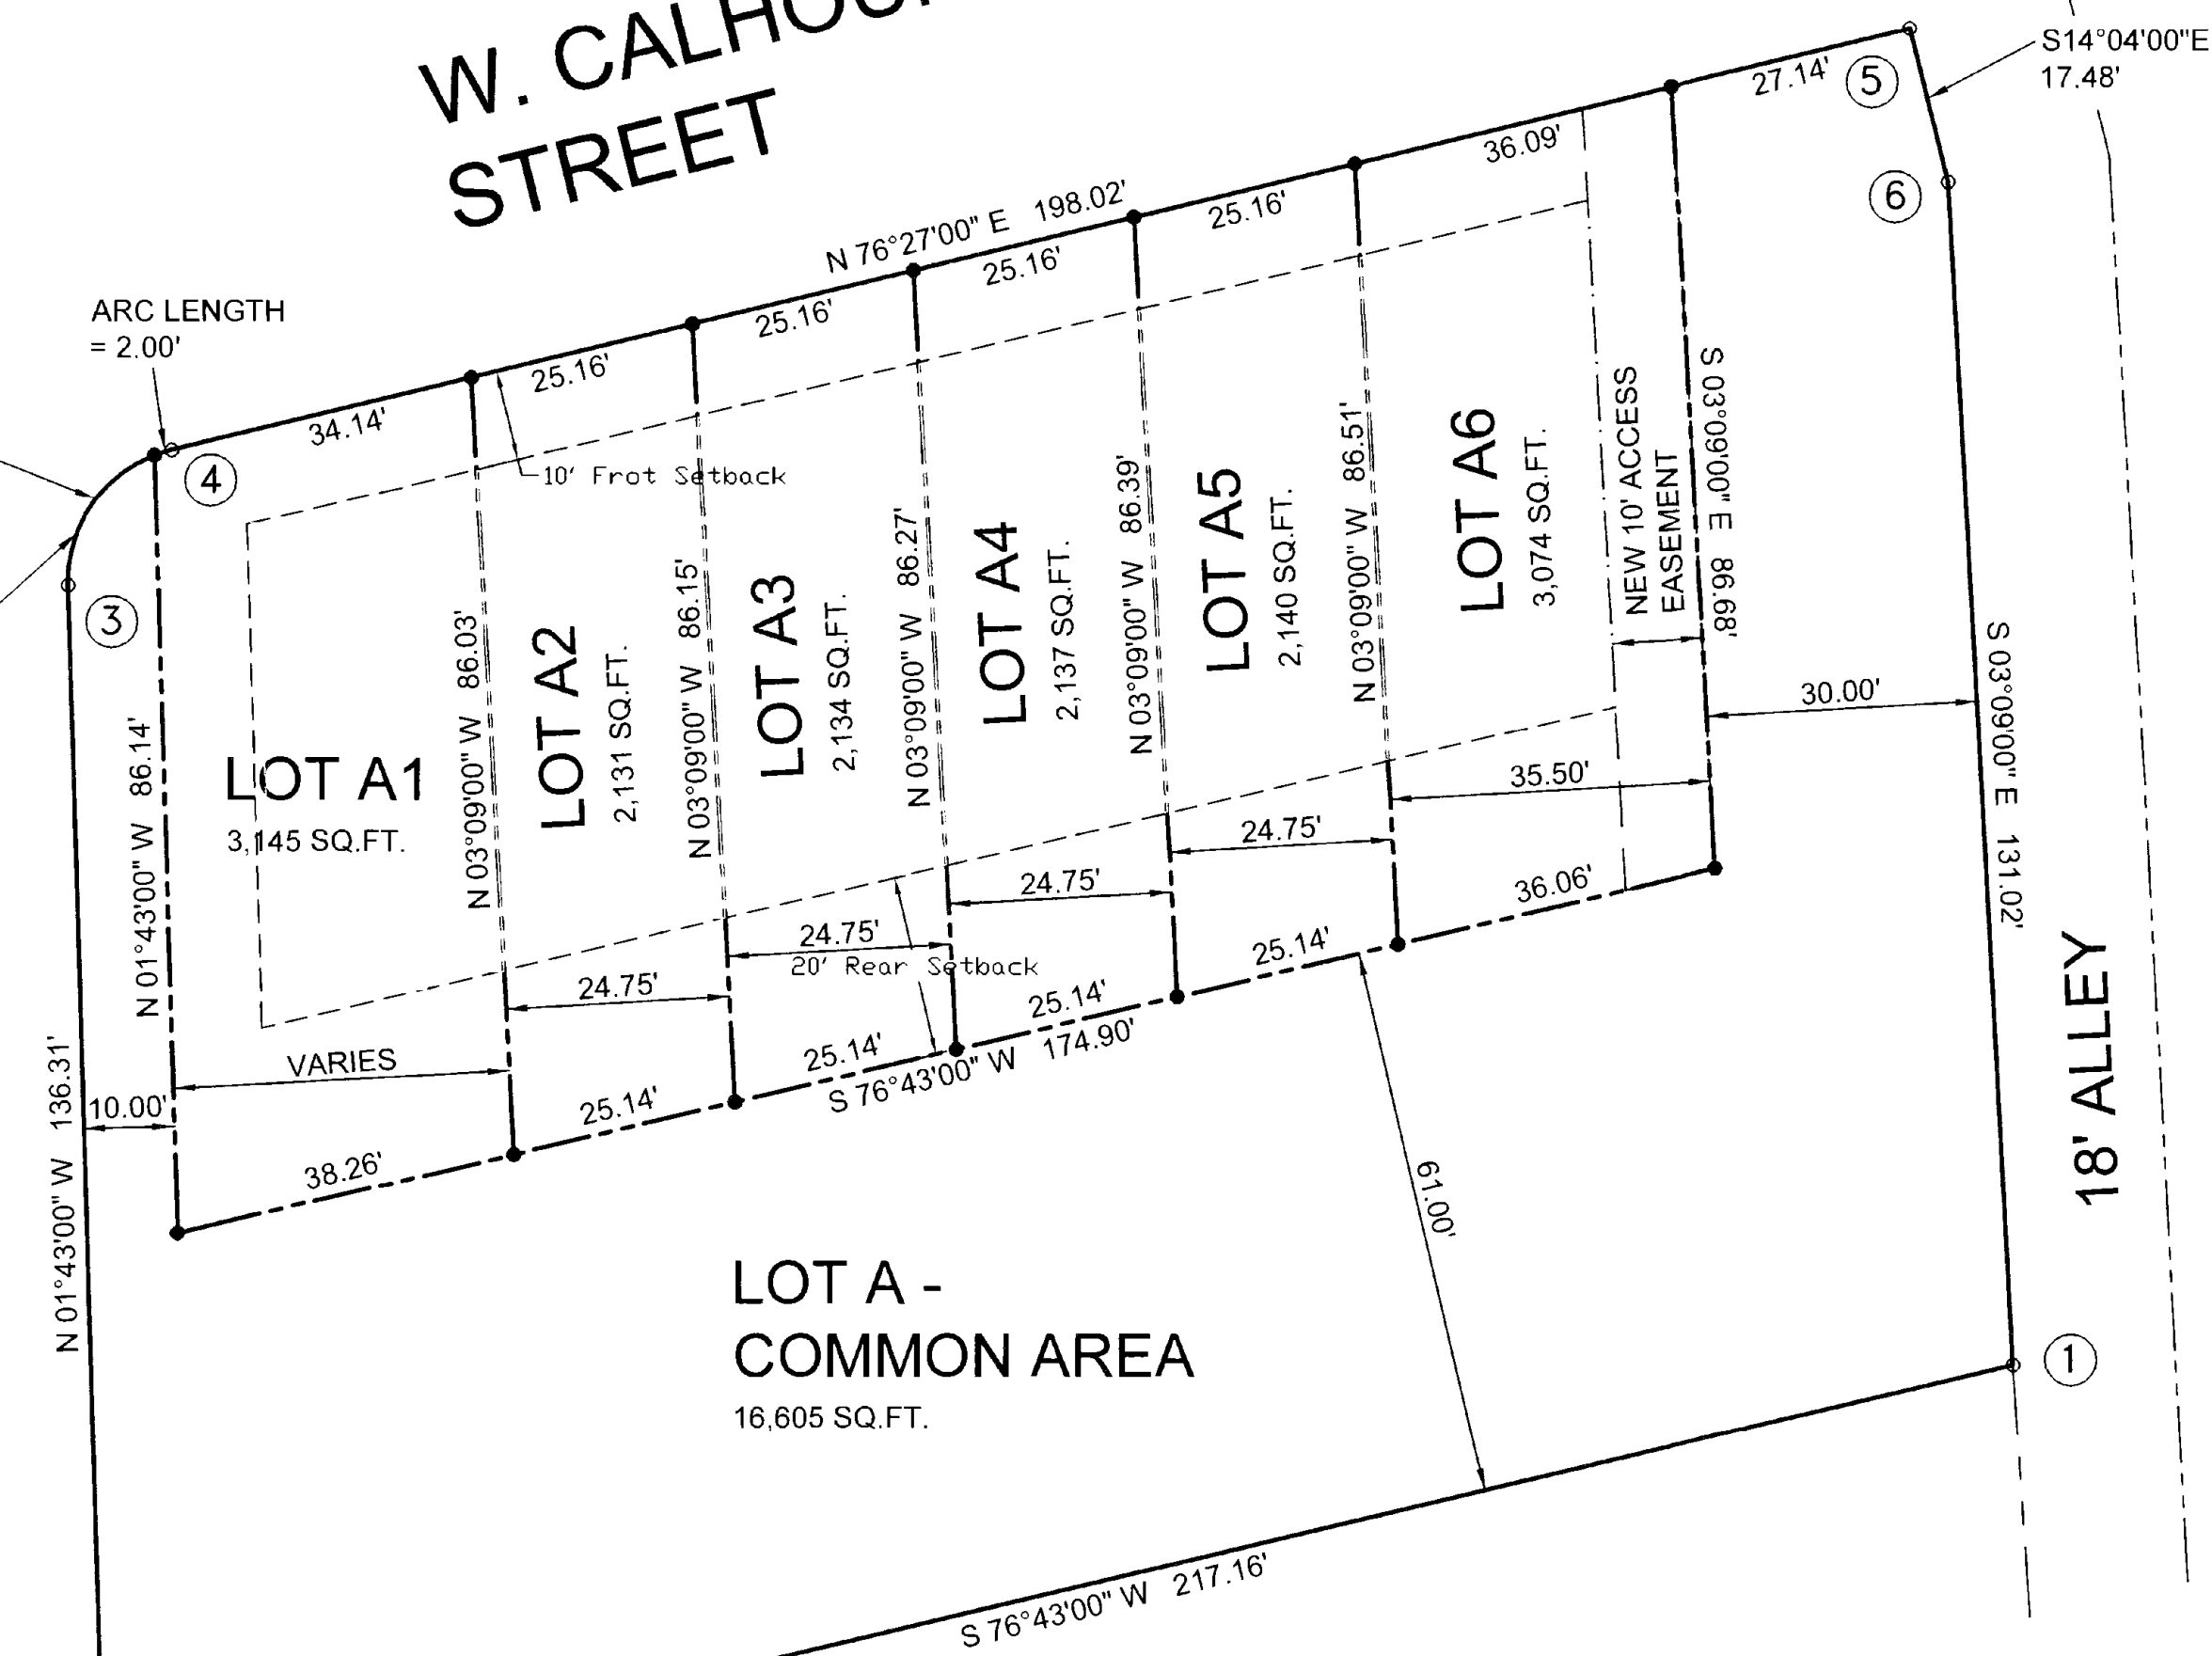 W. CALHOUN
STREET
S14°04'00"E
17.48'
27.14'
5
6
36.09'
25.16'
N 76°27'00" E 198.02'
25.16'
25.16'
25.16'
34.14'
ARC LENGTH
= 2.00'
4
3
10' Frot Setback
LOT A1
3,145 SQ.FT.
N 01°43'00" W 86.14'
N 03°09'00" W 86.03'
LOT A2
2,131 SQ.FT.
N 03°09'00" W 86.15'
LOT A3
2,134 SQ.FT.
N 03°09'00" W 86.27'
LOT A4
2,137 SQ.FT.
N 03°09'00" W 86.39'
LOT A5
2,140 SQ.FT.
N 03°09'00" W 86.51'
LOT A6
3,074 SQ.FT.
NEW 10' ACCESS
EASEMENT
S 03°09'00" E 86.68'
30.00'
S 03°09'00" E 131.02'
18' ALLEY
35.50'
24.75'
24.75'
24.75'
24.75'
20' Rear Setback
VARIES
10.00'
N 01°43'00" W 136.31'
38.26'
25.14'
25.14'
25.14'
25.14'
36.06'
S 76°43'00" W 174.90'
61.00'
LOT A -
COMMON AREA
16,605 SQ.FT.
1
S 76°43'00" W 217.16'